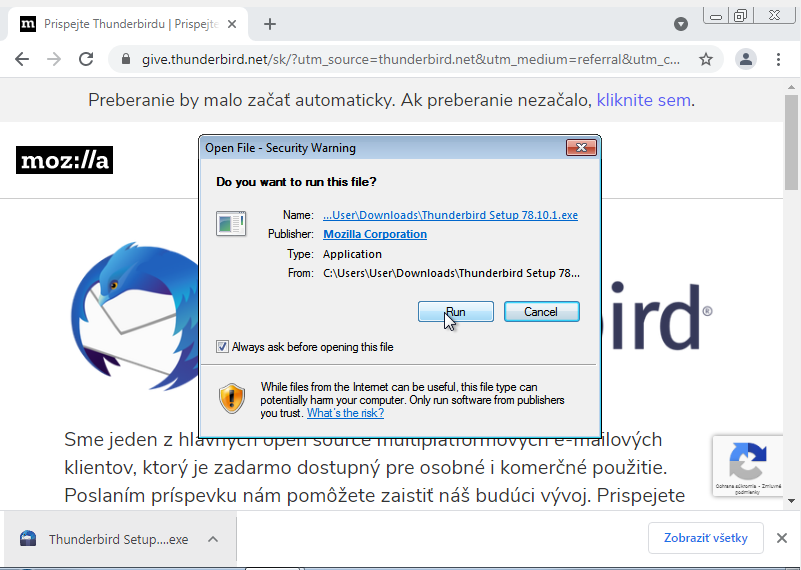 Prispejte Thunderbirdu | Prispejte
give.thunderbird.net/sk/?utm_source=thunderbird.net&utm_medium=referral&utm_c...
Preberanie by malo začať automaticky. Ak preberanie nezačalo, kliknite sem.
moz://a
Open File - Security Warning
Do you want to run this file?
Name: ...User\Downloads\Thunderbird Setup 78.10.1.exe
Publisher: Mozilla Corporation
Type: Application
From: C:\Users\User\Downloads\Thunderbird Setup 78...
Run Cancel
ird®
Always ask before opening this file
While files from the Internet can be useful, this file type can
potentially harm your computer. Only run software from publishers
you trust. What's the risk?
Sme jeden z hlavných open source multiplatformových e-mailových
klientov, ktorý je zadarmo dostupný pre osobné i komerčné použitie.
Poslaním príspevku nám pomôžete zaistiť náš budúci vývoj. Prispejete
Ochrana súkromia - Zmluvné
podmienky
Thunderbird Setup....exe
Zobraziť všetky